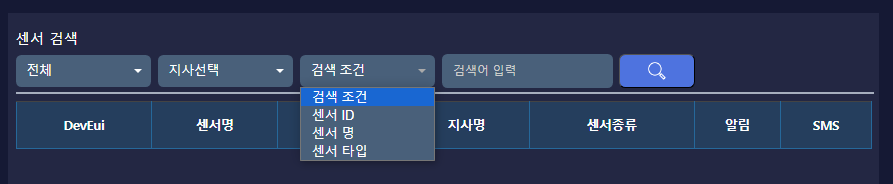 센서 검색
전체 지사선택 검색 조건 검색어 입력
검색 조건
센서 ID
센서 명
센서 타입
DevEui 센서명 지사명 센서종류 알림 SMS